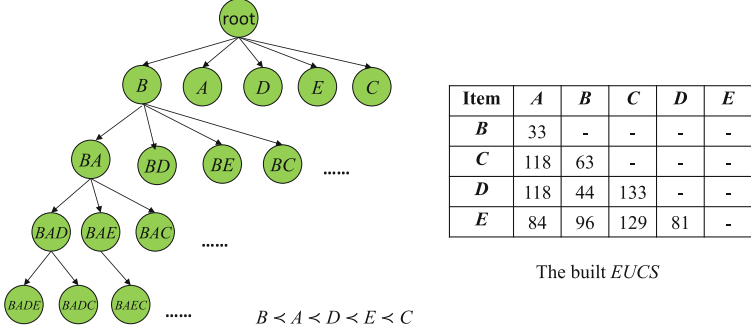 root
B A D E C
BA BD BE BC ......
BAD BAE BAC ......
BADE BADC BAEC ......
B ≺ A ≺ D ≺ E ≺ C
Item A B C D E
B 33 - - - -
C 118 63 - - -
D 118 44 133 - -
E 84 96 129 81 -
The built EUCS